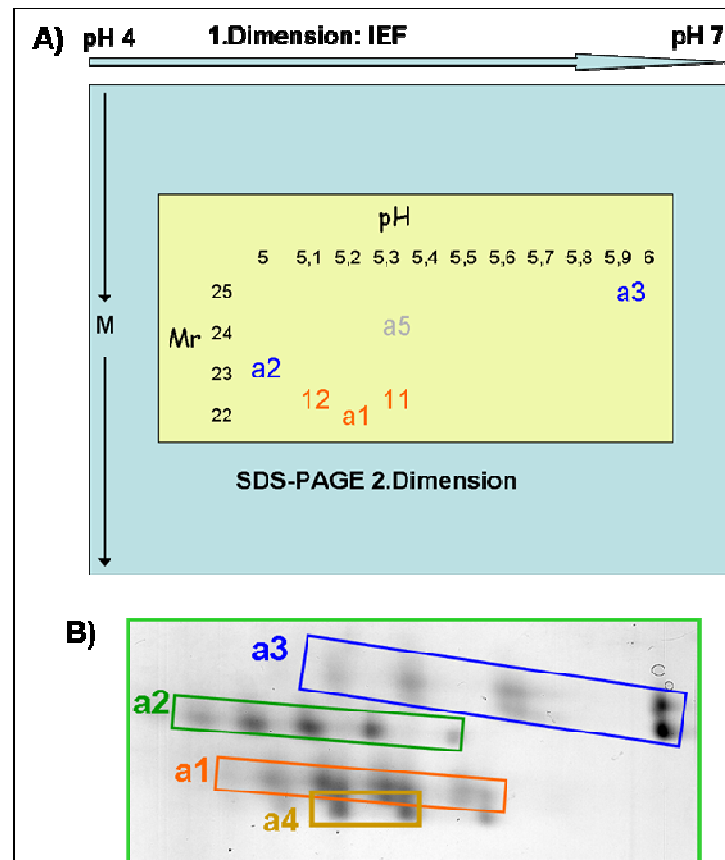 A)
pH 4 1.Dimension: IEF pH 7
pH
5 5,1 5,2 5,3 5,4 5,5 5,6 5,7 5,8 5,9 6
25 a3
M Mr 24 a5
23 a2
12 11
22 a1
SDS-PAGE 2.Dimension
B)
a3
a2
a1
a4